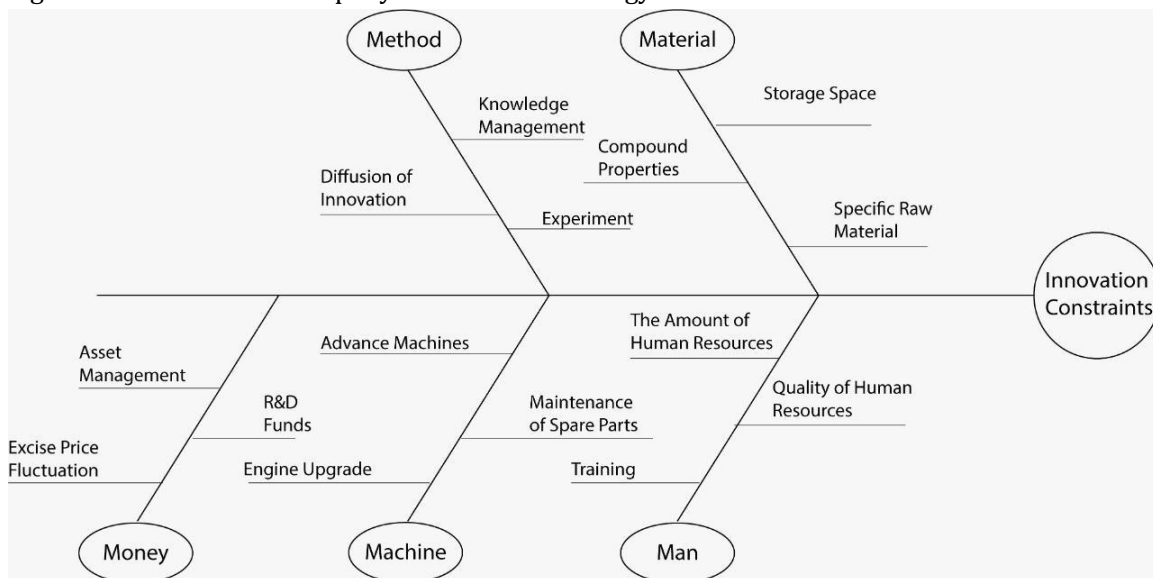 Method
Material
Storage Space
Knowledge
Management
Compound
Properties
Diffusion of
Innovation
Experiment
Specific Raw
Material
Innovation
Constraints
The Amount of
Human Resources
Advance Machines
Asset
Management
Quality of Human
Resources
R&D
Funds
Maintenance
of Spare Parts
Excise Price
Fluctuation
Engine Upgrade
Training
Money
Machine
Man